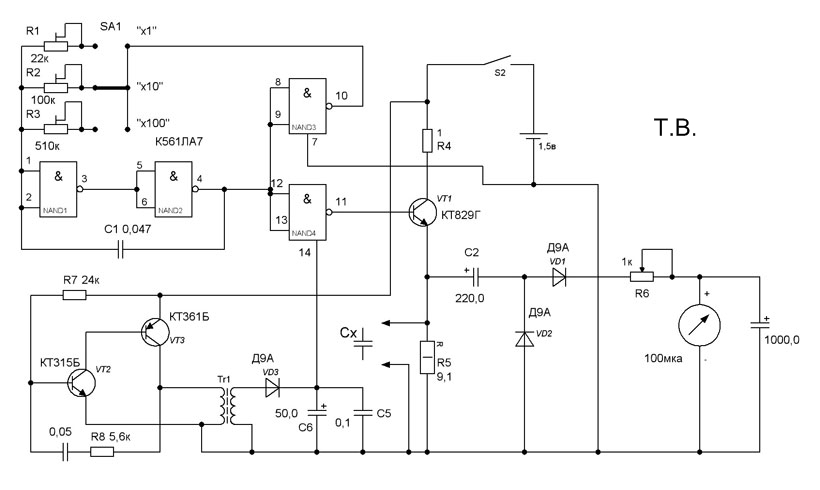 R1
SA1
"x1"
22к
R2
100к
"x10"
R3
510к
"x100"
К561ЛА7
1
2
&
3
NAND1
5
6
&
4
NAND2
C1 0,047
8
9
&
10
NAND3
7
12
13
&
11
NAND4
14
S2
1,5в
Т.В.
1
R4
VT1
КТ829Г
C2
+
220,0
Д9А
VD1
Д9А
VD2
1к
R6
+
100мка
-
+
1000,0
R7 24к
КТ361Б
VT3
КТ315Б
VT2
0,05
R8 5,6к
Tr1
Д9А
VD3
50,0
+
C6
0,1
C5
Cx
R
R5
9,1